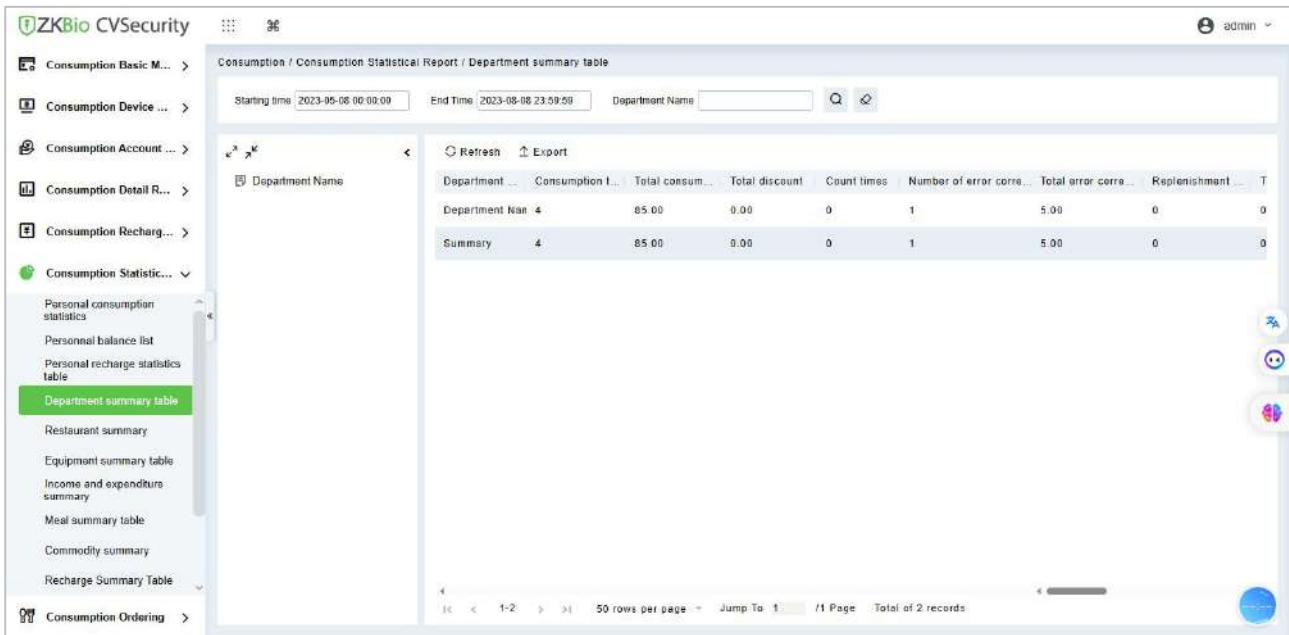 ZKBio CVSecurity
admin
Consumption Basic M...
Consumption Device ...
Consumption Account ...
Consumption Detail R...
Consumption Recharg...
Consumption Statistic...
Personal consumption
statistics
Personnal balance list
Personal recharge statistics
table
Department summary table
Restaurant summary
Equipment summary table
Income and expenditure
summary
Meal summary table
Commodity summary
Recharge Summary Table
Consumption Ordering
Consumption / Consumption Statistical Report / Department summary table
Starting time 2023-05-08 00:00:00 End Time 2023-08-08 23:59:59 Department Name
Department Name
Refresh Export
Department ... Consumption t... Total consum... Total discount Count times Number of error corre... Total error corre... Replenishment ... T
Department Nam 4 85.00 0.00 0 1 5.00 0 0
Summary 4 85.00 0.00 0 1 5.00 0 0
1-2 50 rows per page Jump To 1 /1 Page Total of 2 records